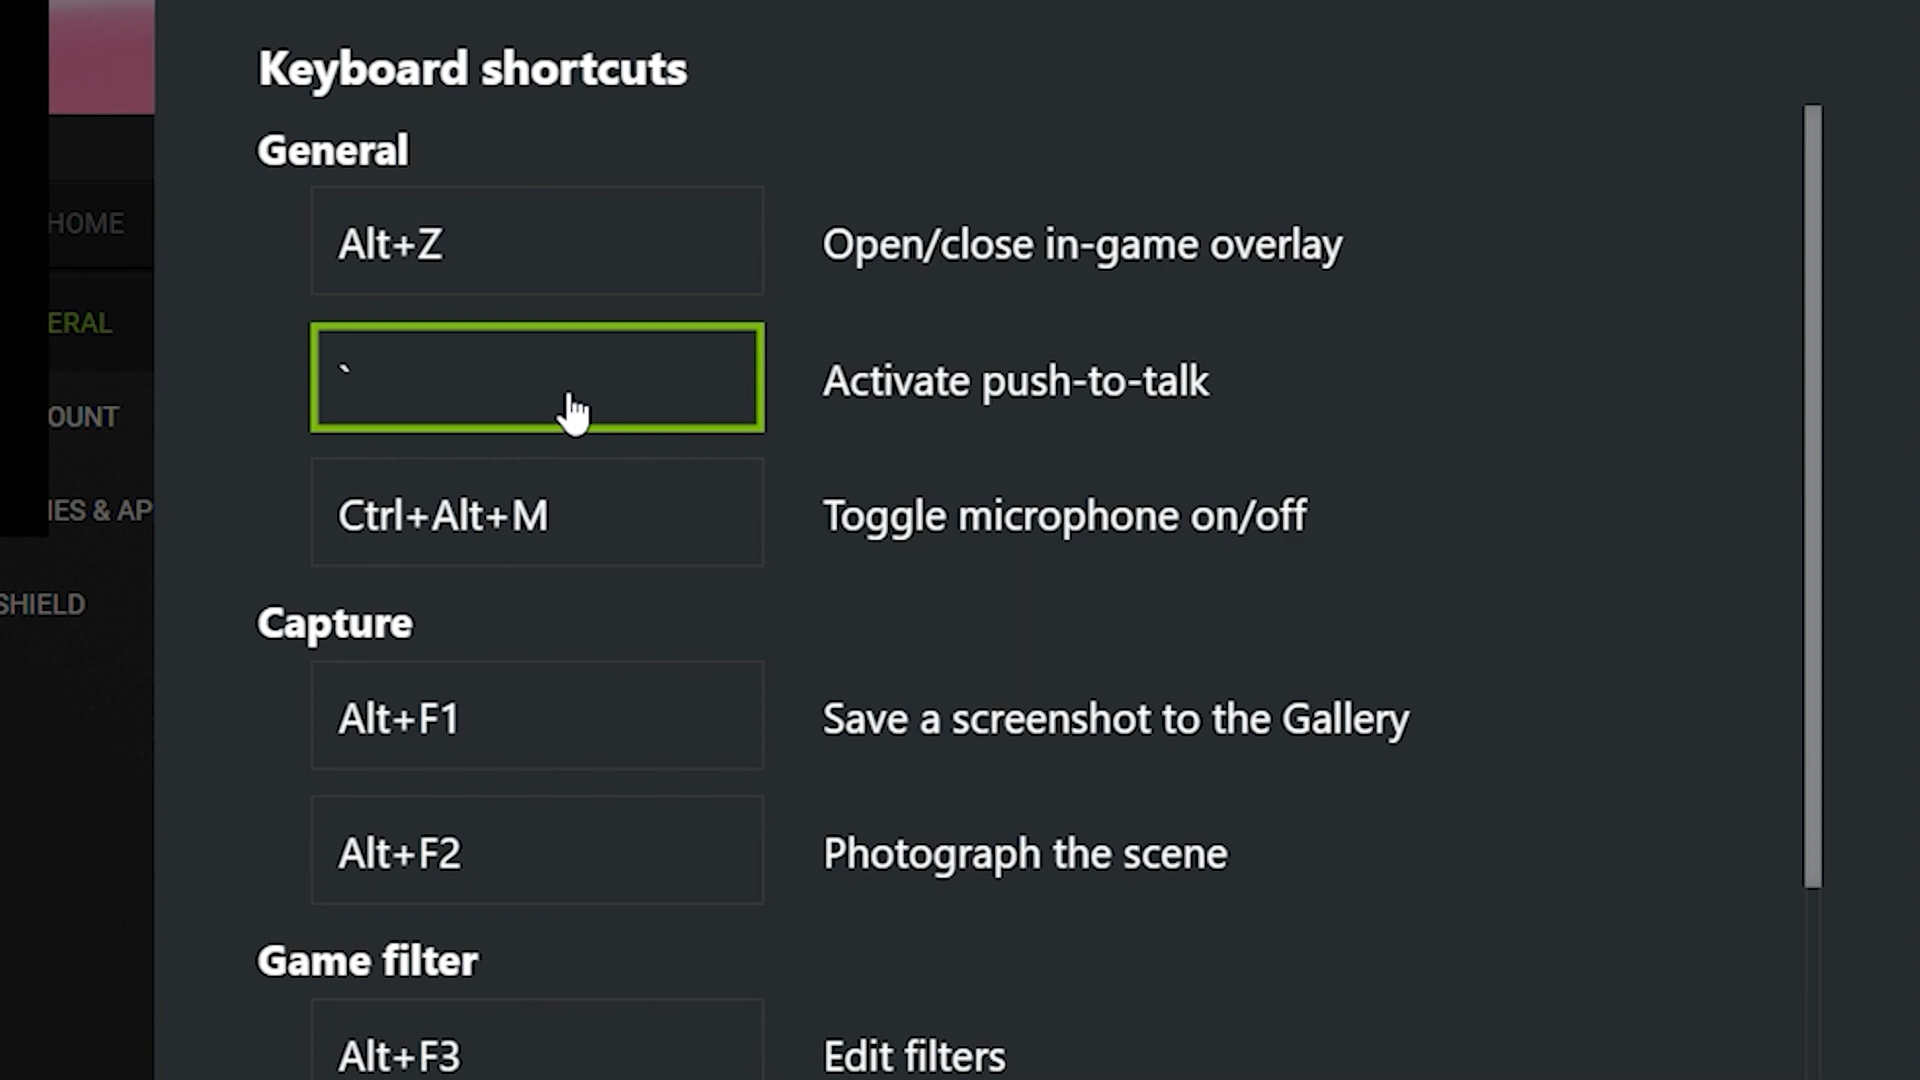 Keyboard shortcuts
General
HOME
Alt+Z Open/close in-game overlay
ERAL
` Activate push-to-talk
OUNT
IES & AP
Ctrl+Alt+M Toggle microphone on/off
SHIELD
Capture
Alt+F1 Save a screenshot to the Gallery
Alt+F2 Photograph the scene
Game filter
Alt+F3 Edit filters